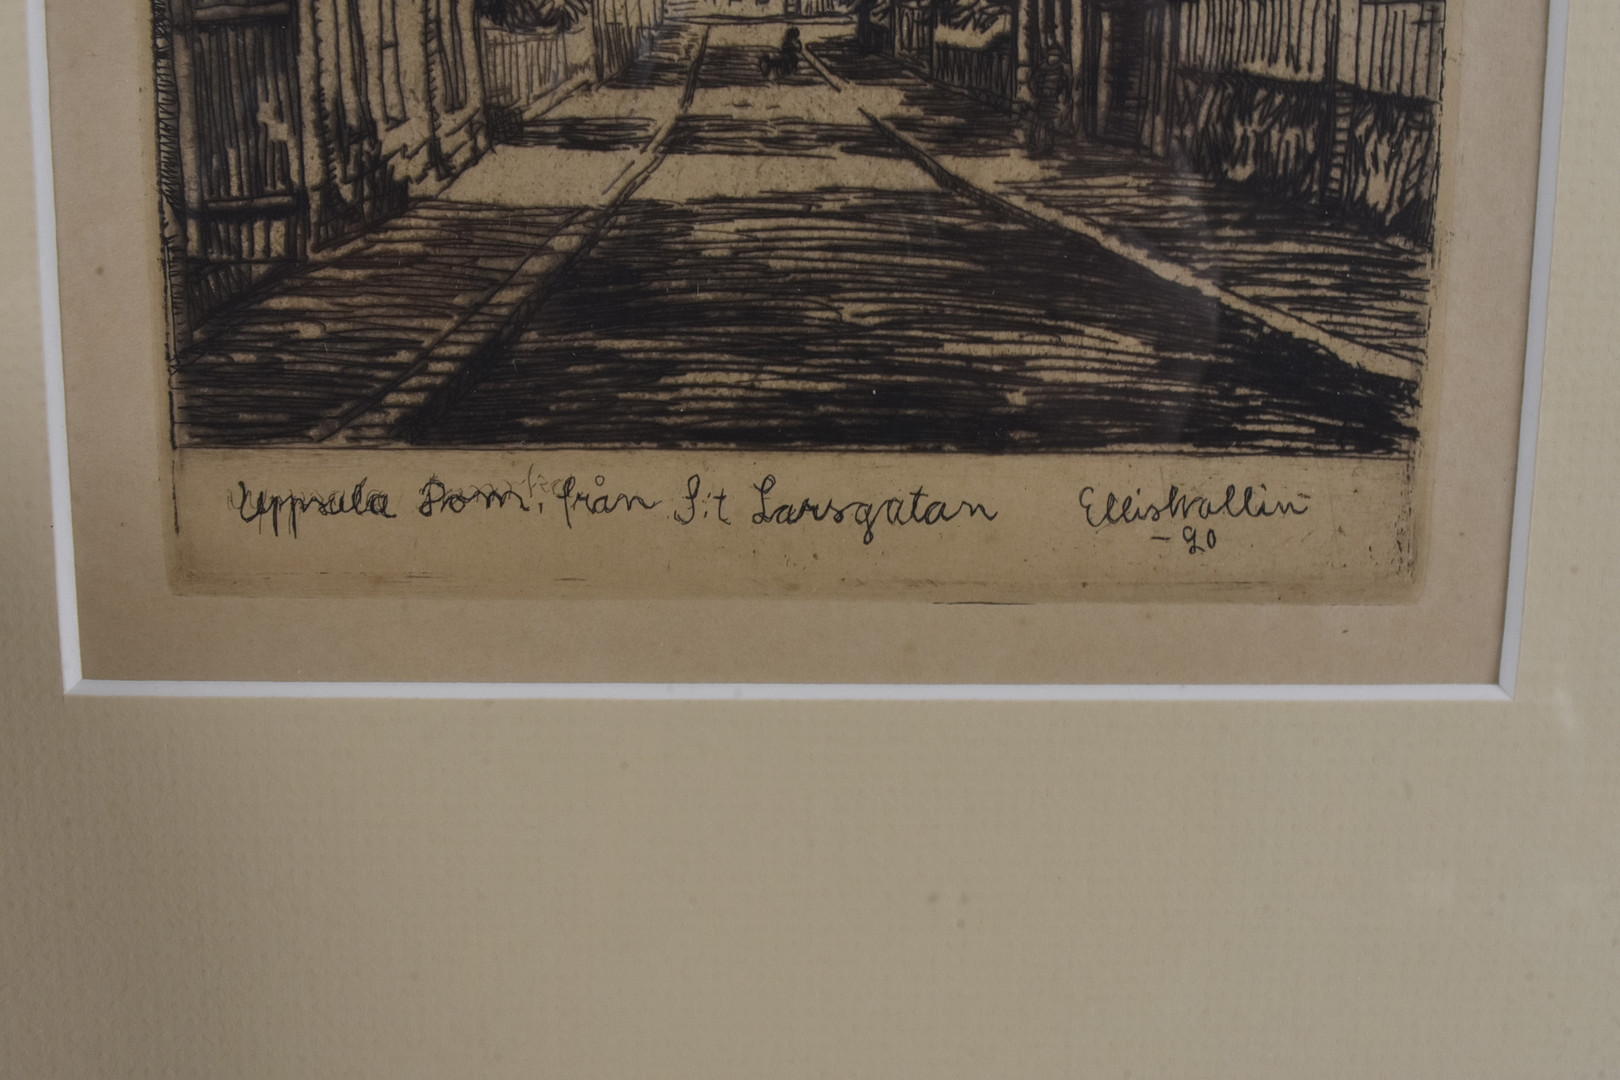 Uppsala Dom, från S:t Larsgatan Ellis Wallin
-20